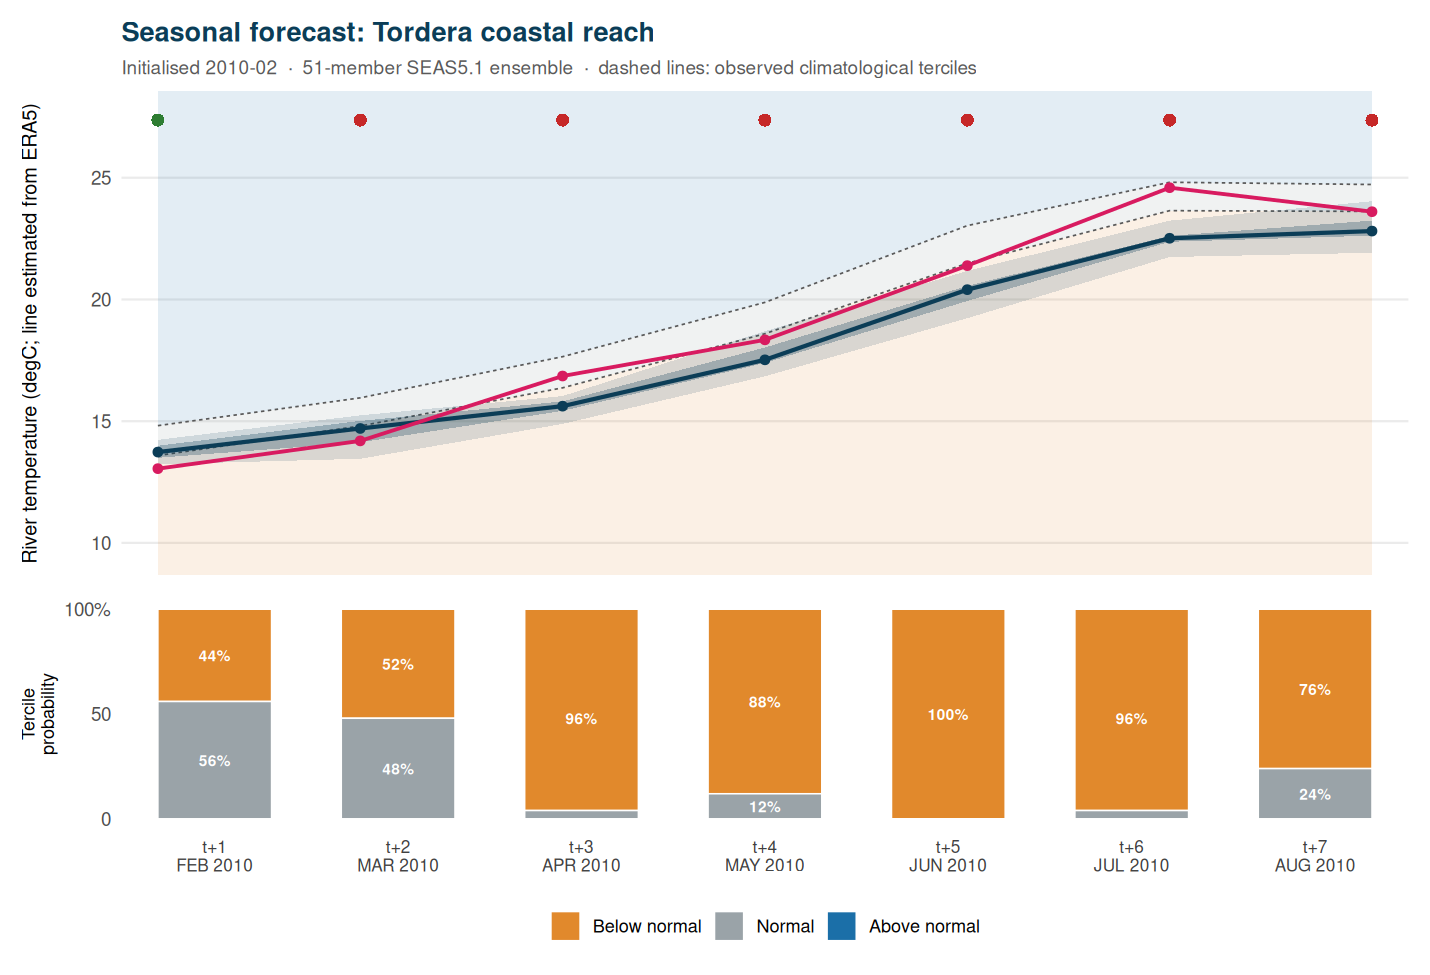 Seasonal forecast: Tordera coastal reach
Initialised 2010-02 · 51-member SEAS5.1 ensemble · dashed lines: observed climatological terciles
River temperature (degC; line estimated from ERA5)
25
20
15
10
Tercile
probability
100%
50
0
44%
56%
52%
48%
96%
88%
12%
100%
96%
76%
24%
t+1
FEB 2010
t+2
MAR 2010
t+3
APR 2010
t+4
MAY 2010
t+5
JUN 2010
t+6
JUL 2010
t+7
AUG 2010
Below normal
Normal
Above normal